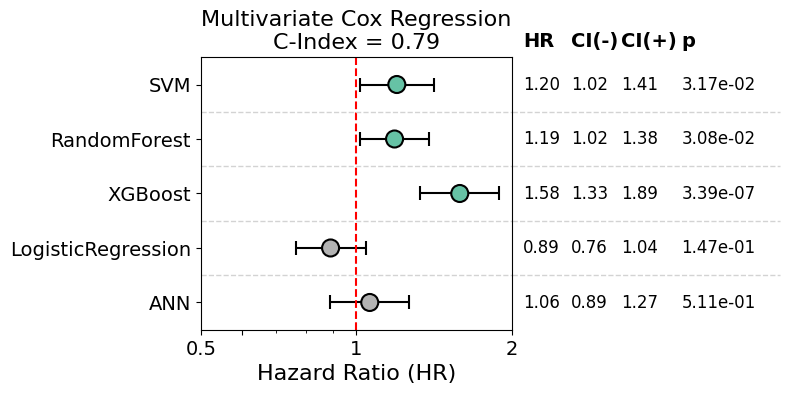 Multivariate Cox Regression
C-Index = 0.79
HR CI(-) CI(+) p
SVM 1.20 1.02 1.41 3.17e-02
RandomForest 1.19 1.02 1.38 3.08e-02
XGBoost 1.58 1.33 1.89 3.39e-07
LogisticRegression 0.89 0.76 1.04 1.47e-01
ANN 1.06 0.89 1.27 5.11e-01
0.5 1 2
Hazard Ratio (HR)